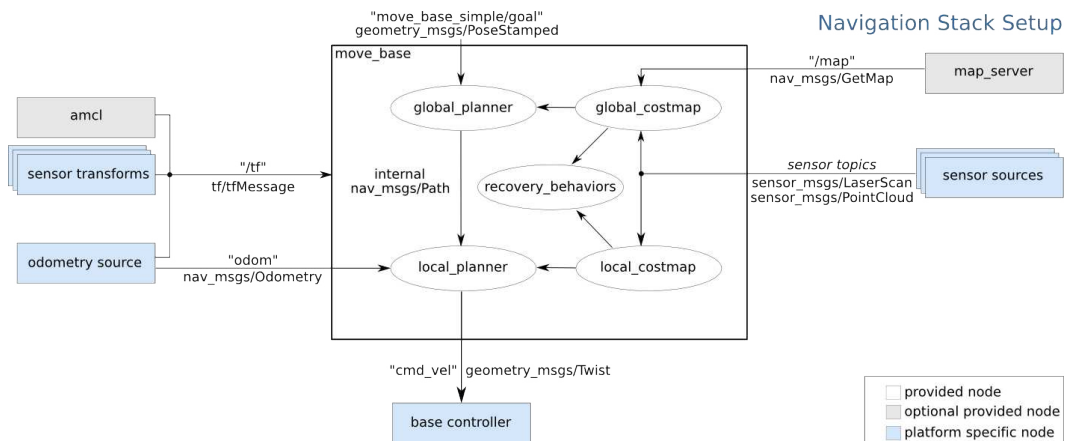 Navigation Stack Setup
"move_base_simple/goal"
geometry_msgs/PoseStamped
move_base
"/map"
nav_msgs/GetMap
map_server
global_planner
global_costmap
amcl
sensor transforms
"/tf"
tf/tfMessage
internal
nav_msgs/Path
recovery_behaviors
sensor topics
sensor_msgs/LaserScan
sensor_msgs/PointCloud
sensor sources
odometry source
"odom"
nav_msgs/Odometry
local_planner
local_costmap
"cmd_vel"
geometry_msgs/Twist
base controller
provided node
optional provided node
platform specific node